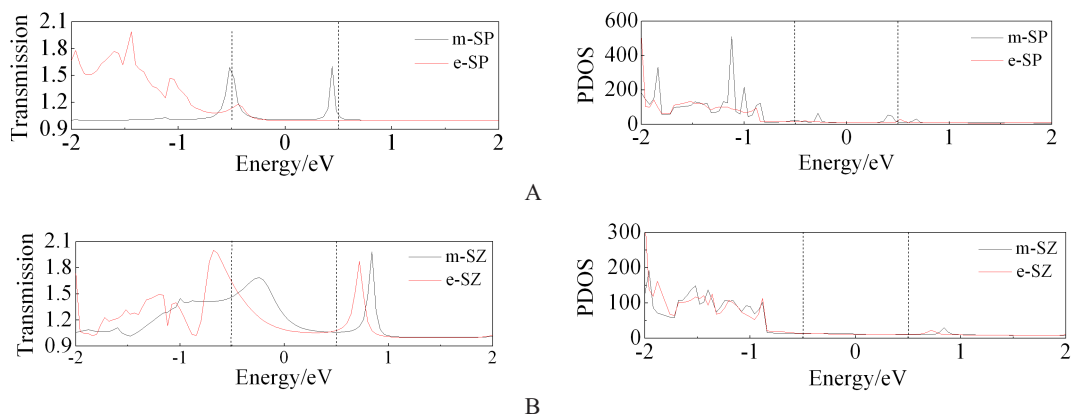 2.1
1.8
1.5
1.2
0.9
Transmission
m-SP
e-SP
-2
-1
0
1
2
Energy/eV
600
400
200
0
PDOS
m-SP
e-SP
-2
-1
0
1
2
Energy/eV
A
2.1
1.8
1.5
1.2
0.9
Transmission
m-SZ
e-SZ
-2
-1
0
1
2
Energy/eV
300
200
100
0
PDOS
m-SZ
e-SZ
-2
-1
0
1
2
Energy/eV
B